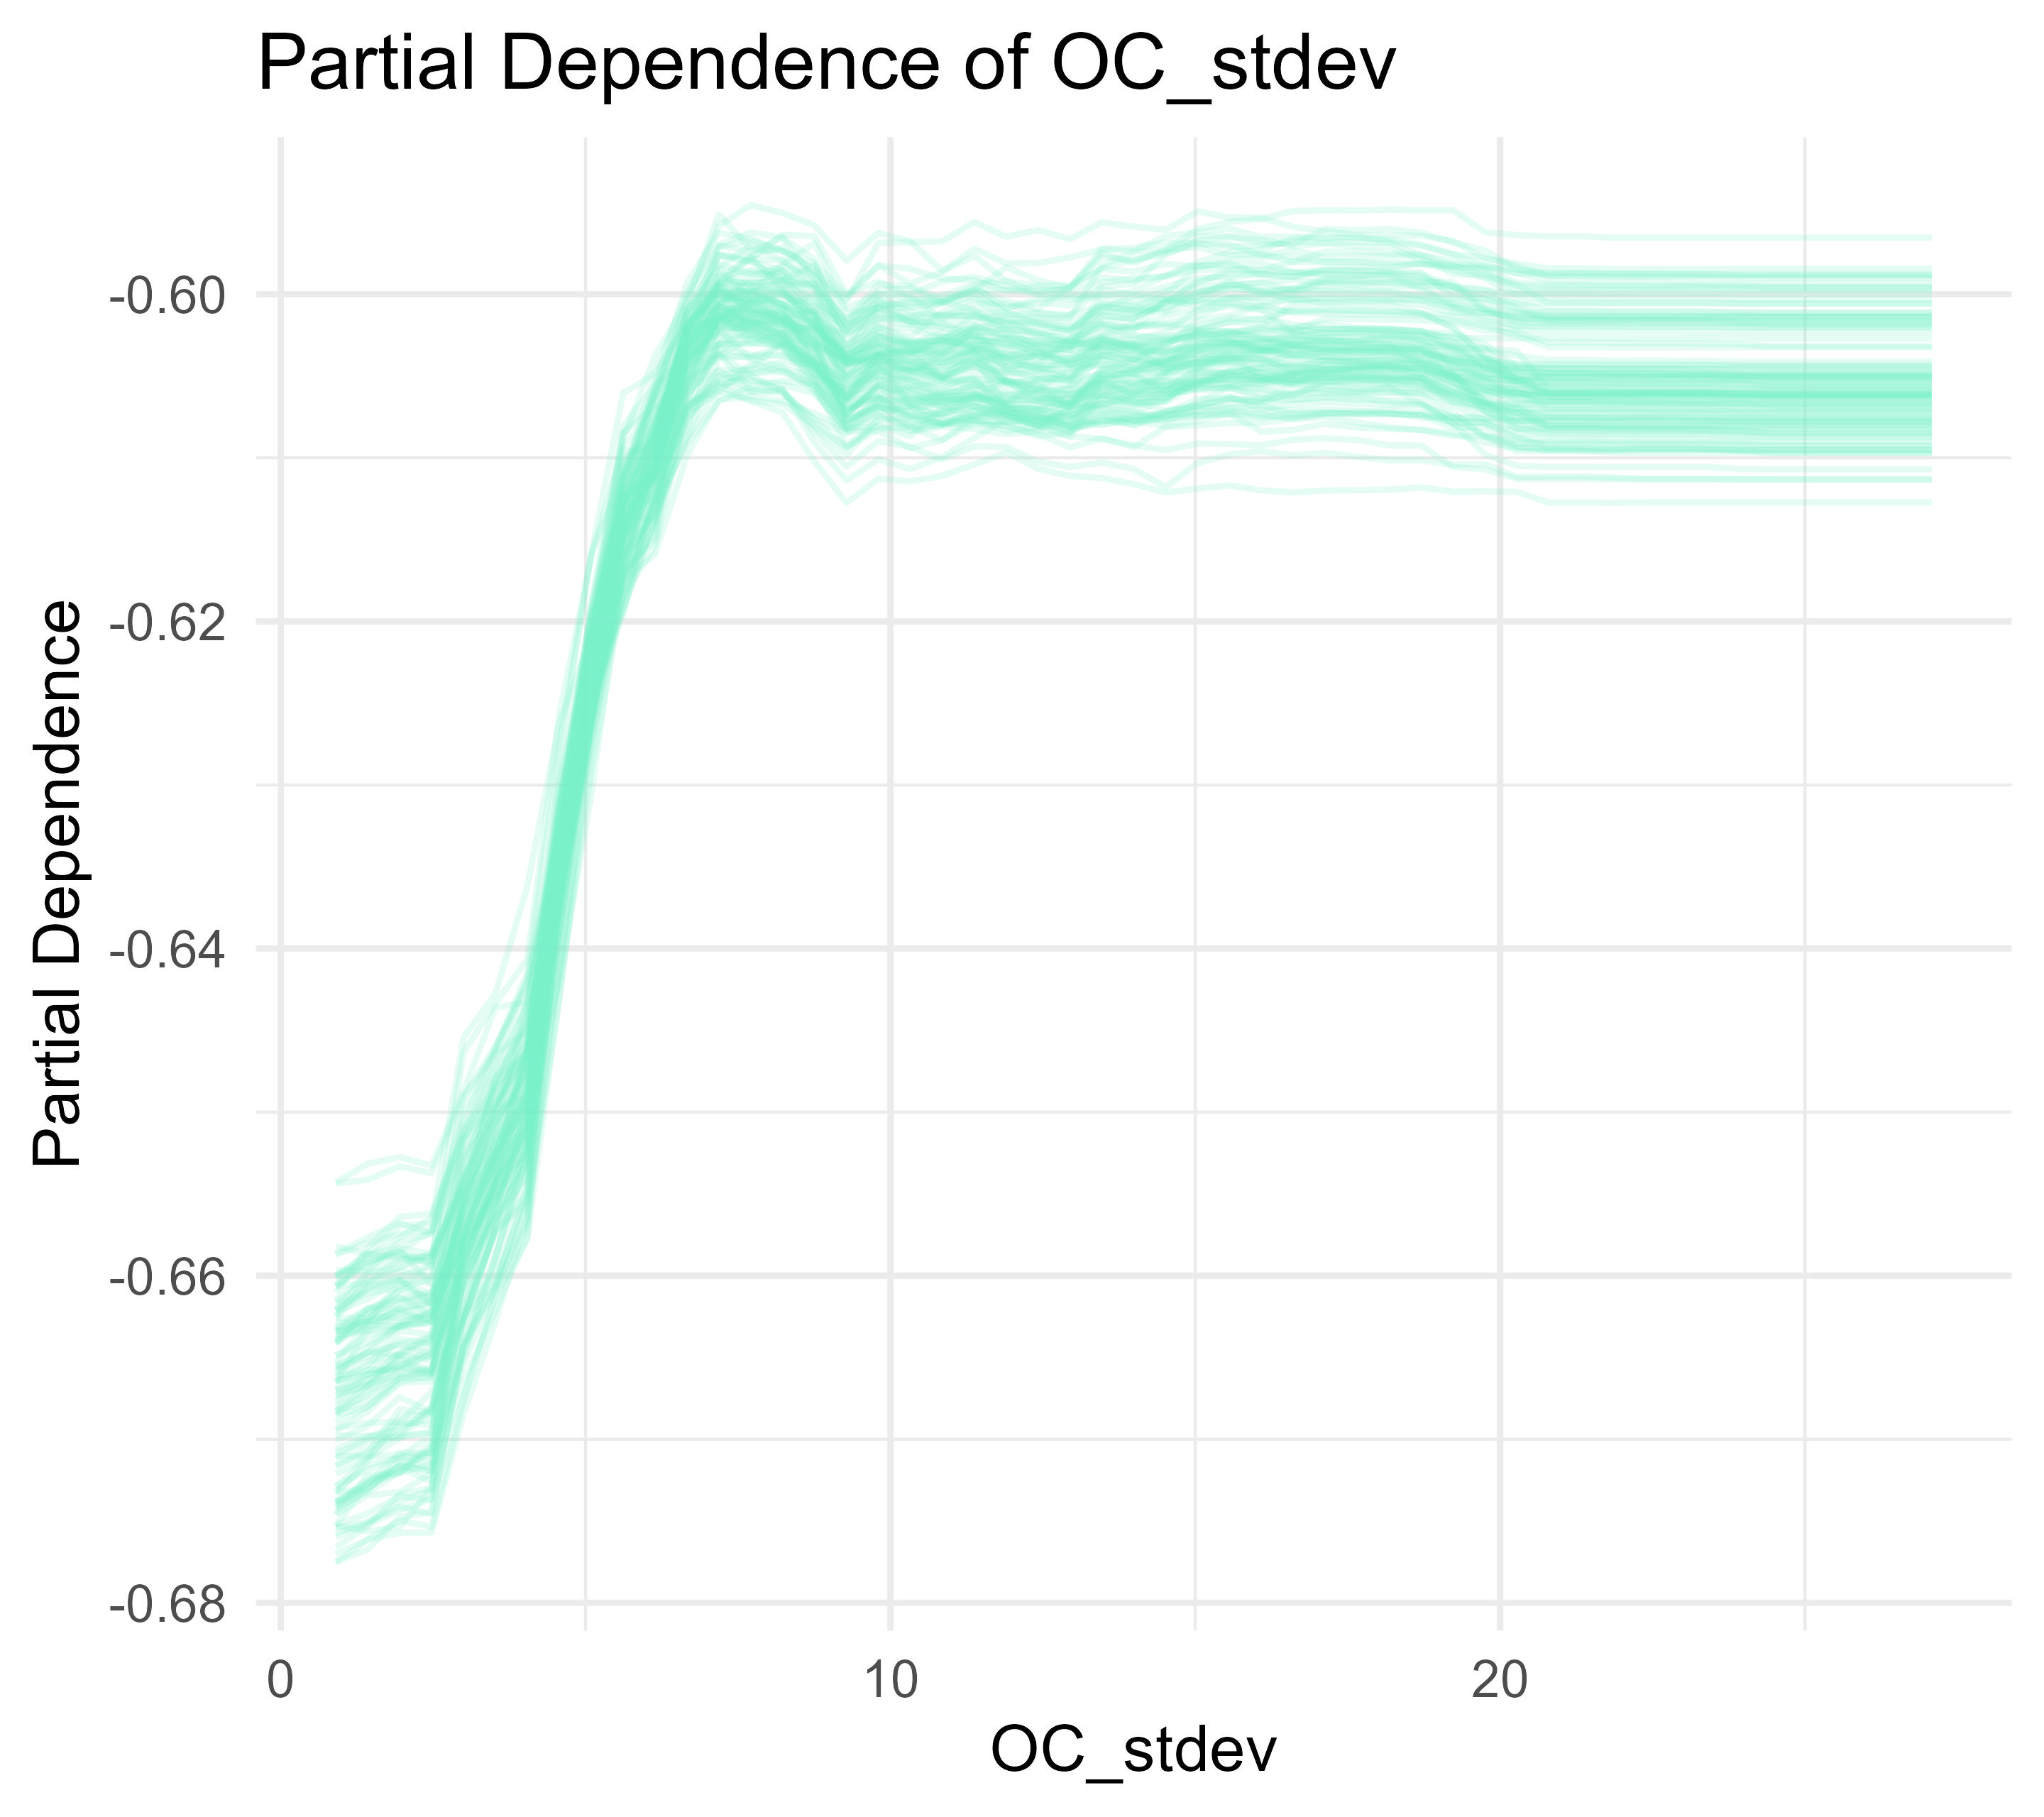 Partial Dependence of OC_stdev
Partial Dependence
-0.60
-0.62
-0.64
-0.66
-0.68
0
10
20
OC_stdev